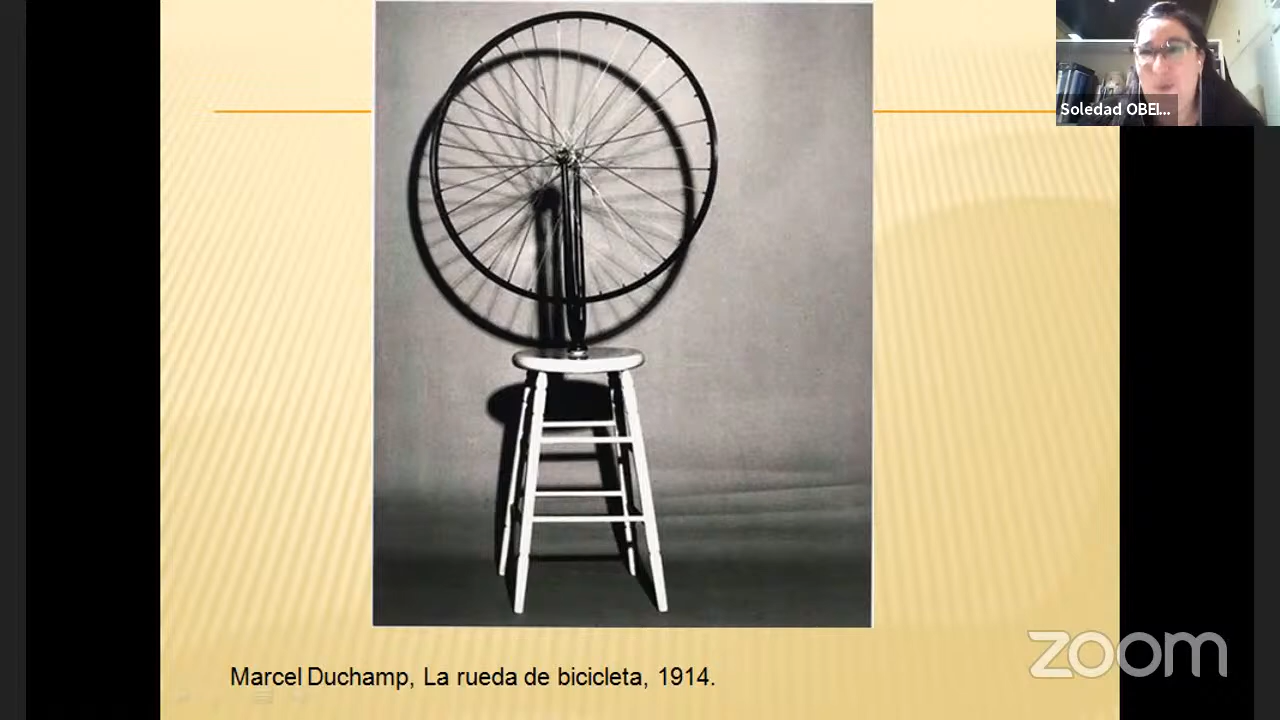 Soledad OBEI...
Marcel Duchamp, La rueda de bicicleta, 1914.
zoom